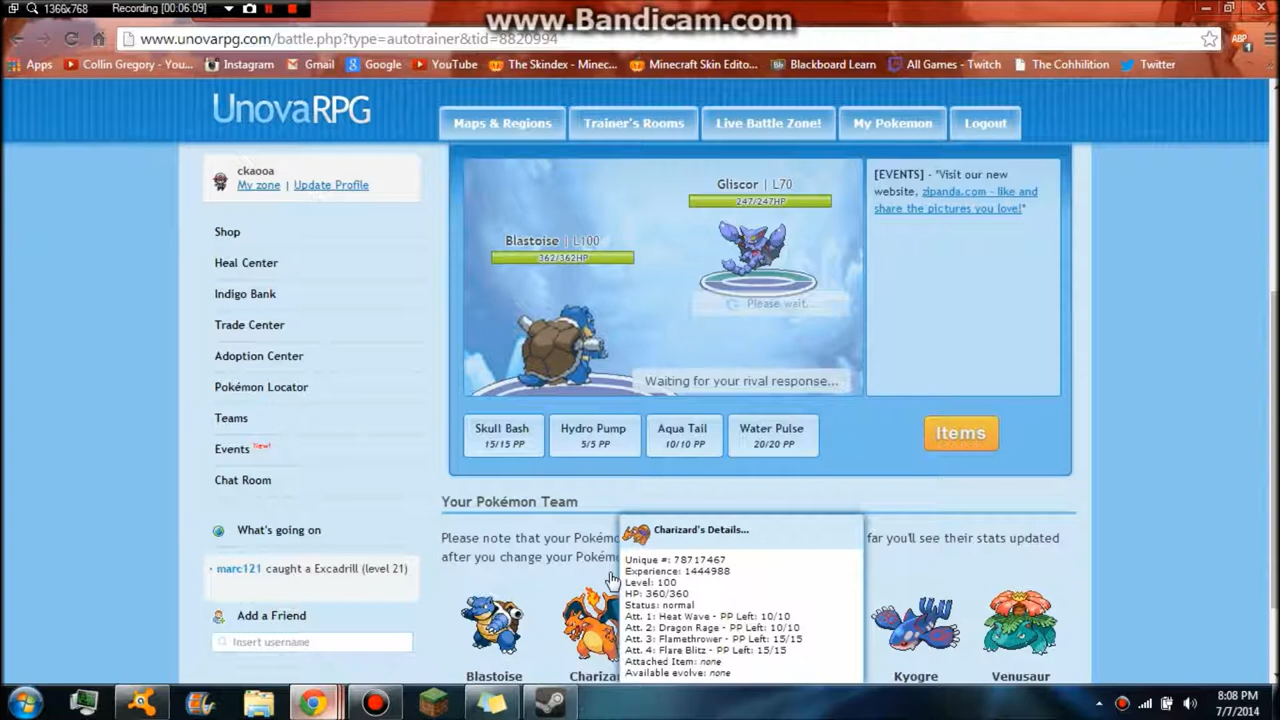 1366x768 Recording [00:06:09]
www.Bandicam.com
www.unovarpg.com/battle.php?type=autotrainer&tid=8820994
ABP
1
Apps Collin Gregory - You... Instagram Gmail Google YouTube The Skindex - Minec... Minecraft Skin Edito... Bb Blackboard Learn All Games - Twitch The Cohhilition Twitter
UnovaRPG
Maps & Regions Trainer's Rooms Live Battle Zone! My Pokemon Logout
ckaooa
My zone | Update Profile
Shop
Heal Center
Indigo Bank
Trade Center
Adoption Center
Pokémon Locator
Teams
Events New!
Chat Room
What's going on
marc121 caught a Excadrill (level 21)
Add a Friend
Insert username
Gliscor | L70
247/247HP
Blastoise | L100
362/362HP
Please wait...
Waiting for your rival response...
[EVENTS] - "Visit our new
website, zipanda.com - like and
share the pictures you love!"
Skull Bash Hydro Pump Aqua Tail Water Pulse
15/15 PP 5/5 PP 10/10 PP 20/20 PP
Items
Your Pokémon Team
Please note that your Pokémo far you'll see their stats updated
after you change your Pokémo
Charizard's Details...
Unique #: 78717467
Experience: 1444988
Level: 100
HP: 360/360
Status: normal
Att. 1: Heat Wave - PP Left: 10/10
Att. 2: Dragon Rage - PP Left: 10/10
Att. 3: Flamethrower - PP Left: 15/15
Att. 4: Flare Blitz - PP Left: 15/15
Attached Item: none
Available evolve: none
Blastoise Chariza Kyogre Venusaur
8:08 PM
7/7/2014